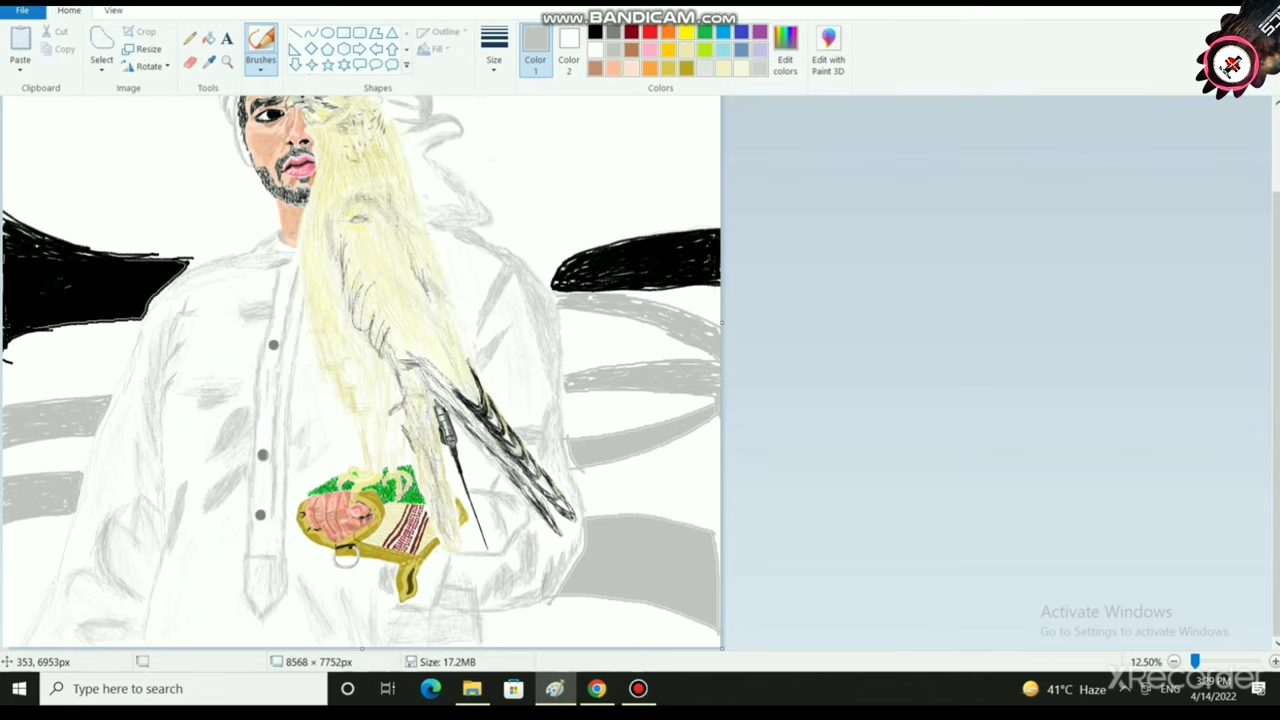 www.BANDICAM.com
File
Home
View
Paste
Cut
Copy
Clipboard
Select
Crop
Resize
Rotate
Image
A
Tools
Brushes
Shapes
Outline
Fill
Size
Color
1
Color
2
Colors
Edit
colors
Edit with
Paint 3D
Activate Windows
Go to Settings to activate Windows.
353, 6953px
8568 × 7752px
Size: 17.2MB
12.50%
XRecorder
Type here to search
41°C Haze
ENG
3:09 PM
4/14/2022